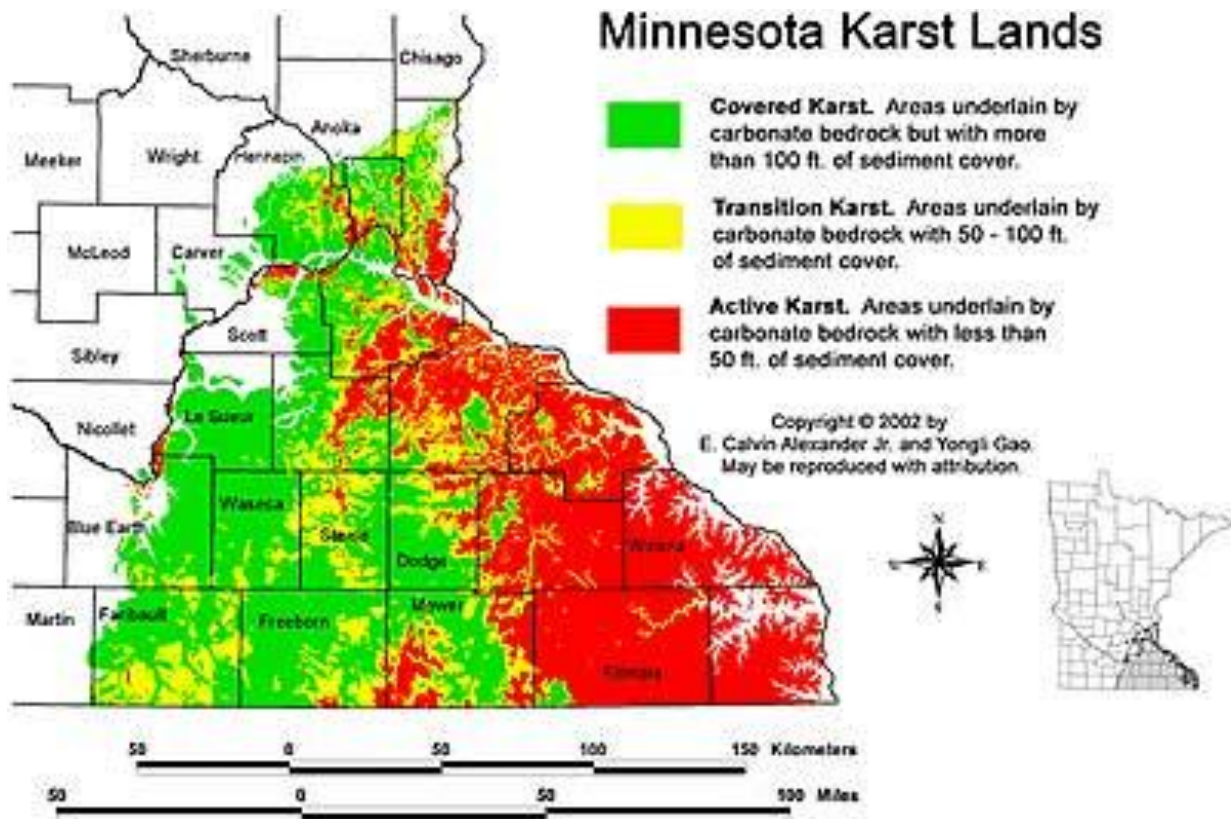 Minnesota Karst Lands
Covered Karst. Areas underlain by
carbonate bedrock but with more
than 100 ft. of sediment cover.
Transition Karst. Areas underlain by
carbonate bedrock with 50 - 100 ft.
of sediment cover.
Active Karst. Areas underlain by
carbonate bedrock with less than
50 ft. of sediment cover.
Copyright © 2002 by
E. Calvin Alexander Jr. and Yongli Gao.
May be reproduced with attribution.
Sherburne
Chisago
Anoka
Meeker
Wright
Hennepin
McLeod
Carver
Scott
Sibley
Nicollet
Le Sueur
Waseca
Blue Earth
Steele
Dodge
Winona
Martin
Faribault
Freeborn
Mower
N
W
E
S
50 0 50 100 150 Kilometers
50 0 50 100 Miles